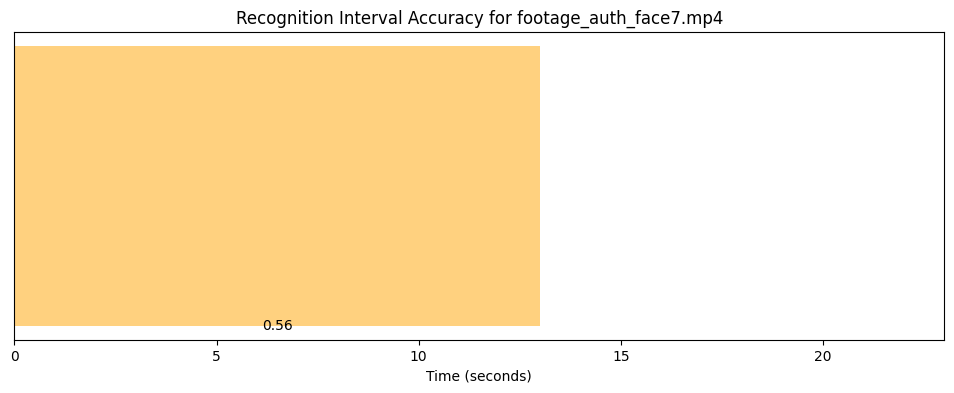 Recognition Interval Accuracy for footage_auth_face7.mp4
0.56
0 5 10 15 20
Time (seconds)